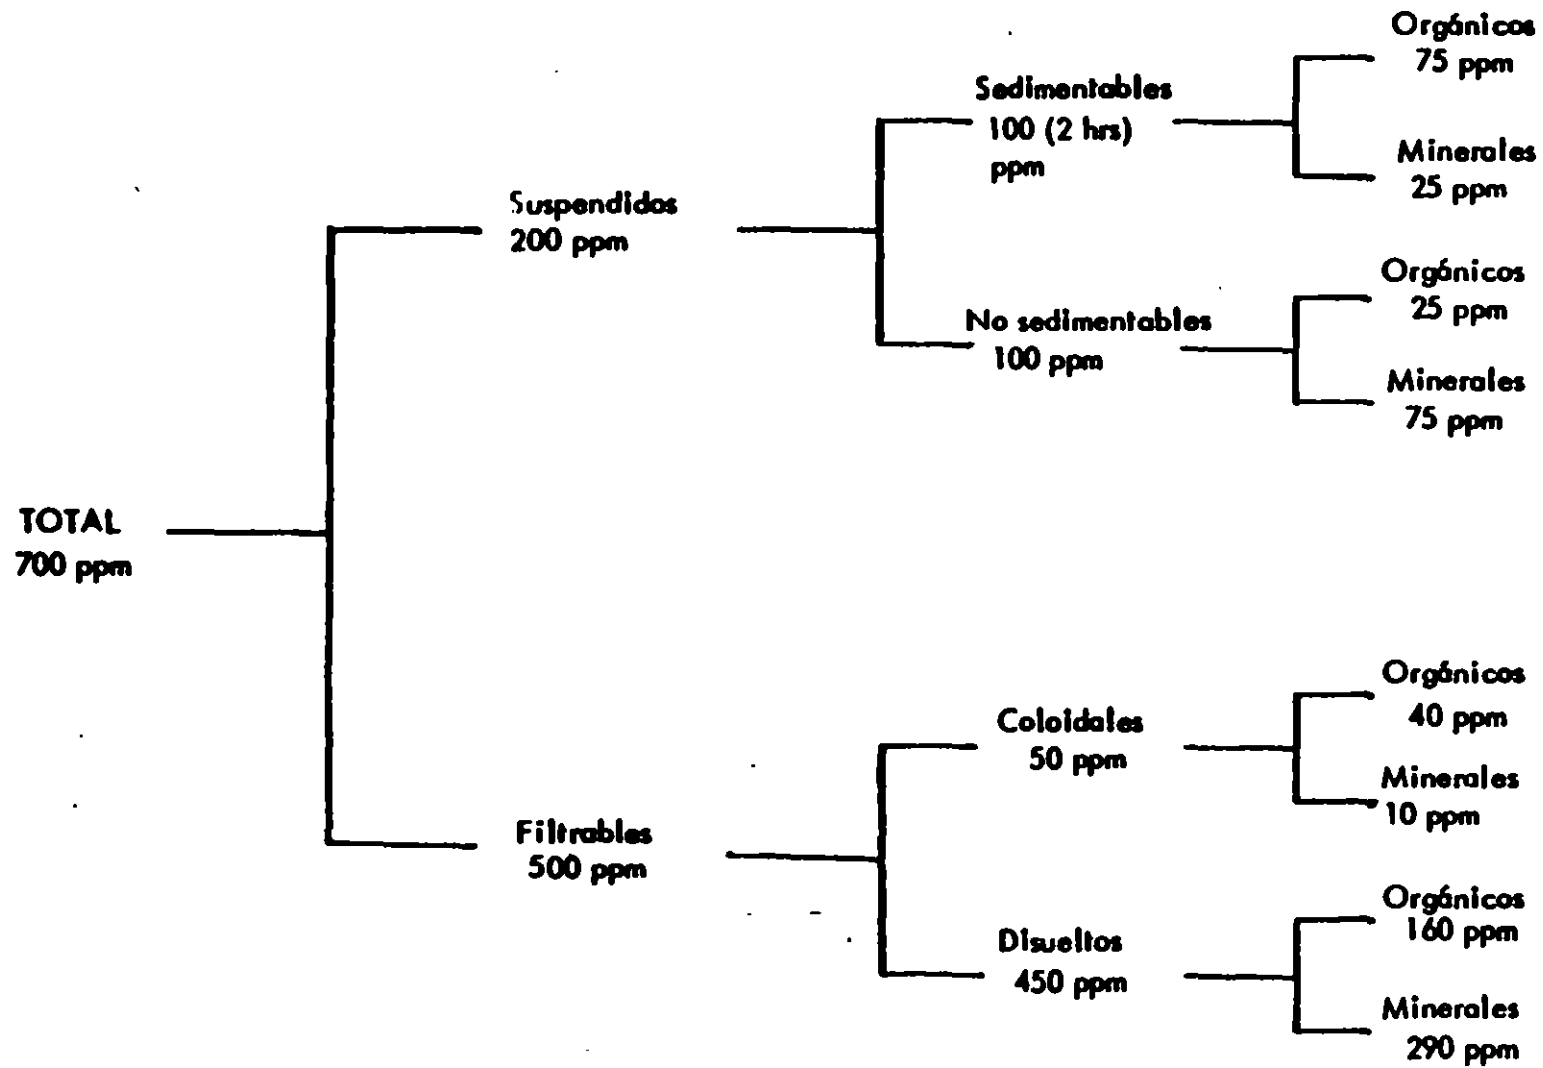 TOTAL
700 ppm
Suspendidos
200 ppm
Sedimentables
100 (2 hrs)
ppm
Orgánicos
75 ppm
Minerales
25 ppm
No sedimentables
100 ppm
Orgánicos
25 ppm
Minerales
75 ppm
Filtrables
500 ppm
Coloidales
50 ppm
Orgánicos
40 ppm
Minerales
10 ppm
Disueltos
450 ppm
Orgánicos
160 ppm
Minerales
290 ppm